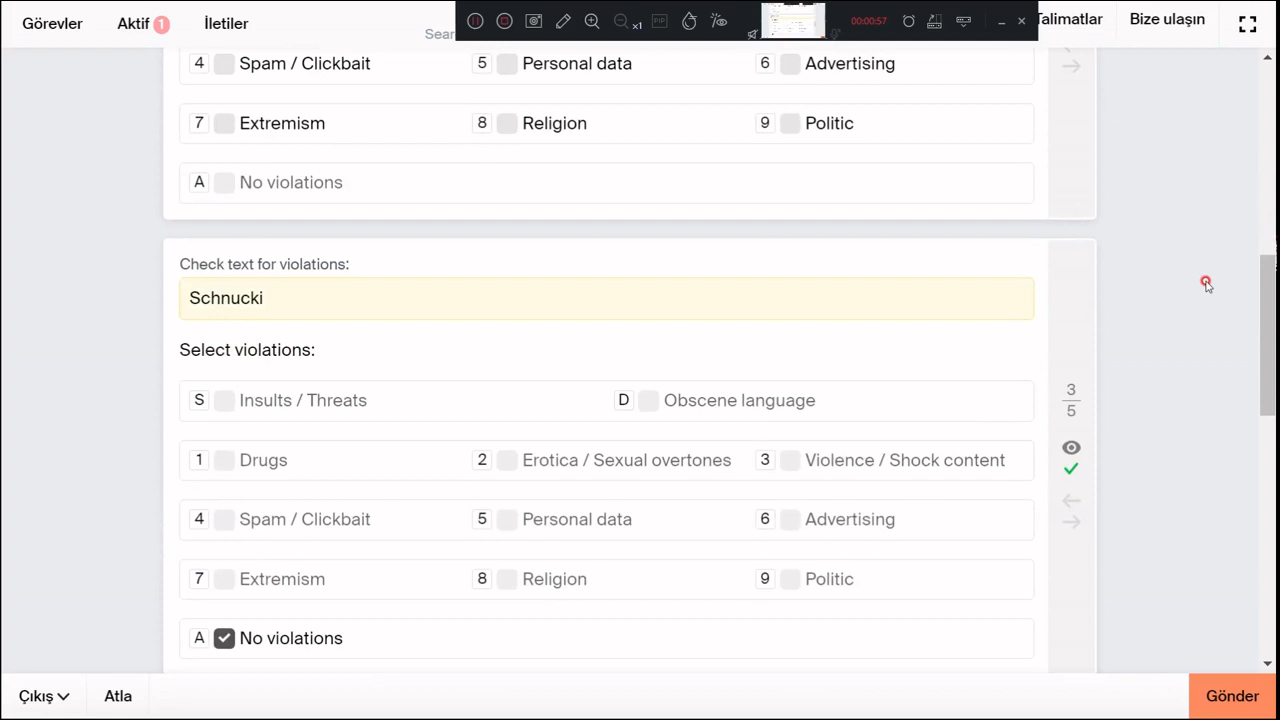 Görevler Aktif 1 İletiler x1 PIP 00:00:57 Talimatlar Bize ulaşın
Sear
4 Spam / Clickbait 5 Personal data 6 Advertising
7 Extremism 8 Religion 9 Politic
A No violations
Check text for violations:
Schnucki
Select violations:
S Insults / Threats D Obscene language
3
5
1 Drugs 2 Erotica / Sexual overtones 3 Violence / Shock content
4 Spam / Clickbait 5 Personal data 6 Advertising
7 Extremism 8 Religion 9 Politic
A No violations
Çıkış Atla Gönder